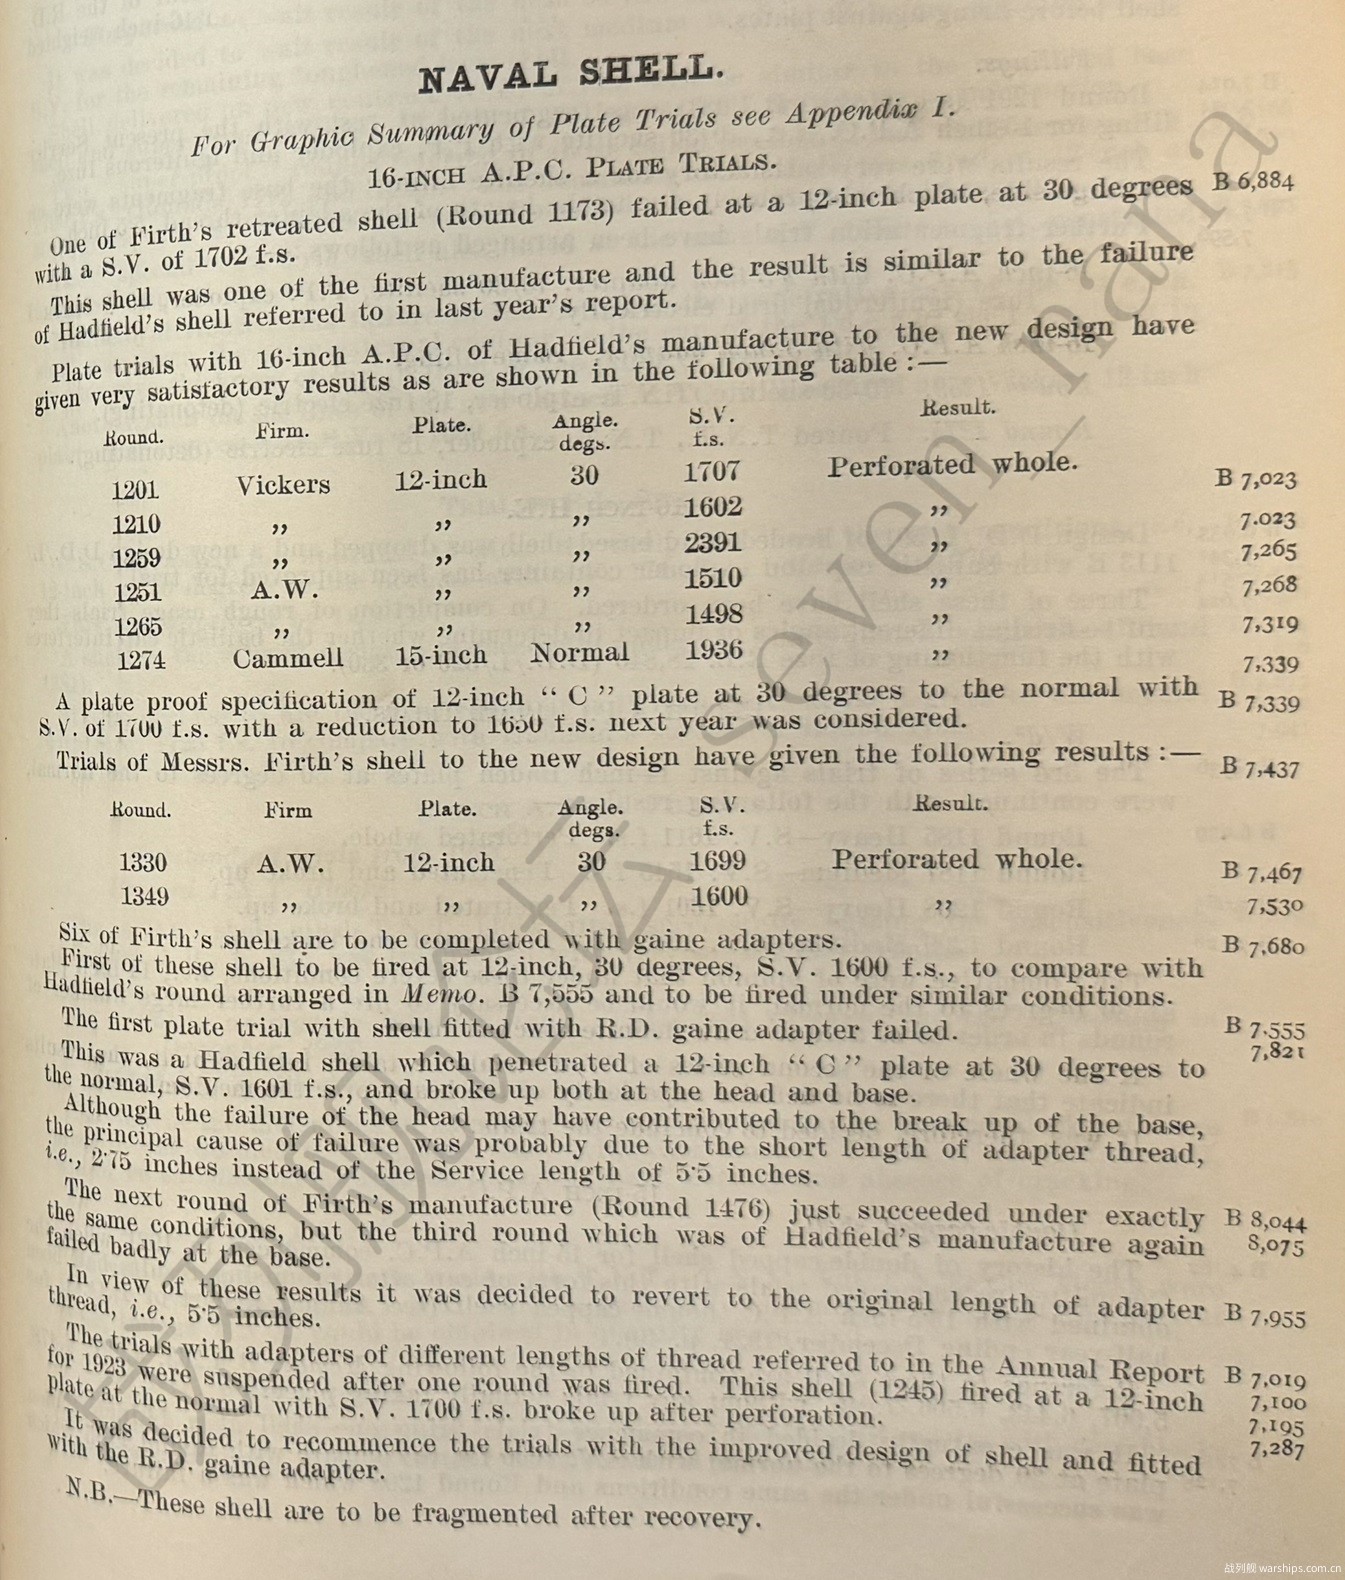 NAVAL SHELL.
For Graphic Summary of Plate Trials see Appendix I.
16-INCH A.P.C. PLATE TRIALS.
One of Firth's retreated shell (Round 1173) failed at a 12-inch plate at 30 degrees B 6,884
with a S.V. of 1702 f.s.
This shell was one of the first manufacture and the result is similar to the failure
of Hadfield's shell referred to in last year's report.
Plate trials with 16-inch A.P.C. of Hadfield's manufacture to the new design have
given very satisfactory results as are shown in the following table :—
Round. Firm. Plate. Angle. S.V. Result.
degs. f.s.
1201 Vickers 12-inch 30 1707 Perforated whole. B 7,023
1210 ,, ,, ,, 1602 ,, 7.023
1259 ,, ,, ,, 2391 ,, 7,265
1251 A.W. ,, ,, 1510 ,, 7,268
1265 ,, ,, ,, 1498 ,, 7,319
1274 Cammell 15-inch Normal 1936 ,, 7,339
A plate proof specification of 12-inch “ C ” plate at 30 degrees to the normal with B 7,339
S.V. of 1700 f.s. with a reduction to 1650 f.s. next year was considered.
Trials of Messrs. Firth's shell to the new design have given the following results :— B 7,437
Round. Firm Plate. Angle. S.V. Result.
degs. f.s.
1330 A.W. 12-inch 30 1699 Perforated whole. B 7,467
1349 ,, ,, ,, 1600 ,, 7,530
Six of Firth's shell are to be completed with gaine adapters. B 7,680
First of these shell to be fired at 12-inch, 30 degrees, S.V. 1600 f.s., to compare with
Hadfield's round arranged in Memo. B 7,555 and to be fired under similar conditions.
The first plate trial with shell fitted with R.D. gaine adapter failed. B 7.555
7,821
This was a Hadfield shell which penetrated a 12-inch “ C ” plate at 30 degrees to
the normal, S.V. 1601 f.s., and broke up both at the head and base.
Although the failure of the head may have contributed to the break up of the base,
the principal cause of failure was probably due to the short length of adapter thread,
i.e., 2·75 inches instead of the Service length of 5·5 inches.
The next round of Firth's manufacture (Round 1476) just succeeded under exactly B 8,044
the same conditions, but the third round which was of Hadfield's manufacture again 8,075
failed badly at the base.
In view of these results it was decided to revert to the original length of adapter B 7,955
thread, i.e., 5·5 inches.
The trials with adapters of different lengths of thread referred to in the Annual Report B 7,019
for 1923 were suspended after one round was fired. This shell (1245) fired at a 12-inch 7,100
plate at the normal with S.V. 1700 f.s. broke up after perforation. 7,195
It was decided to recommence the trials with the improved design of shell and fitted 7,287
with the R.D. gaine adapter.
N.B.—These shell are to be fragmented after recovery.
seven_nana
战列舰 warships.com.cn